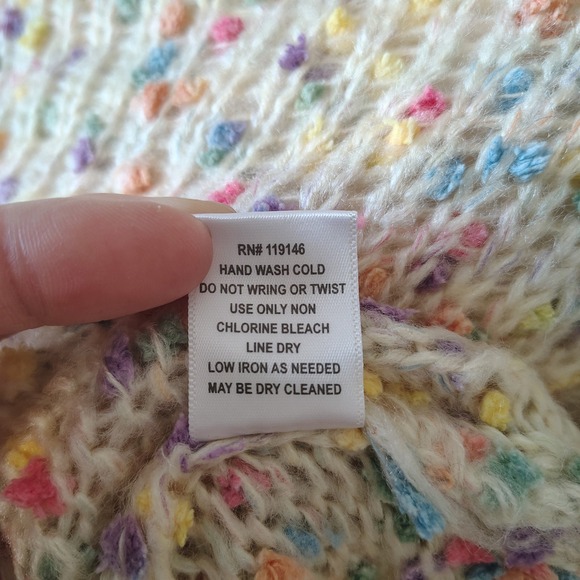 RN# 119146
HAND WASH COLD
DO NOT WRING OR TWIST
USE ONLY NON
CHLORINE BLEACH
LINE DRY
LOW IRON AS NEEDED
MAY BE DRY CLEANED